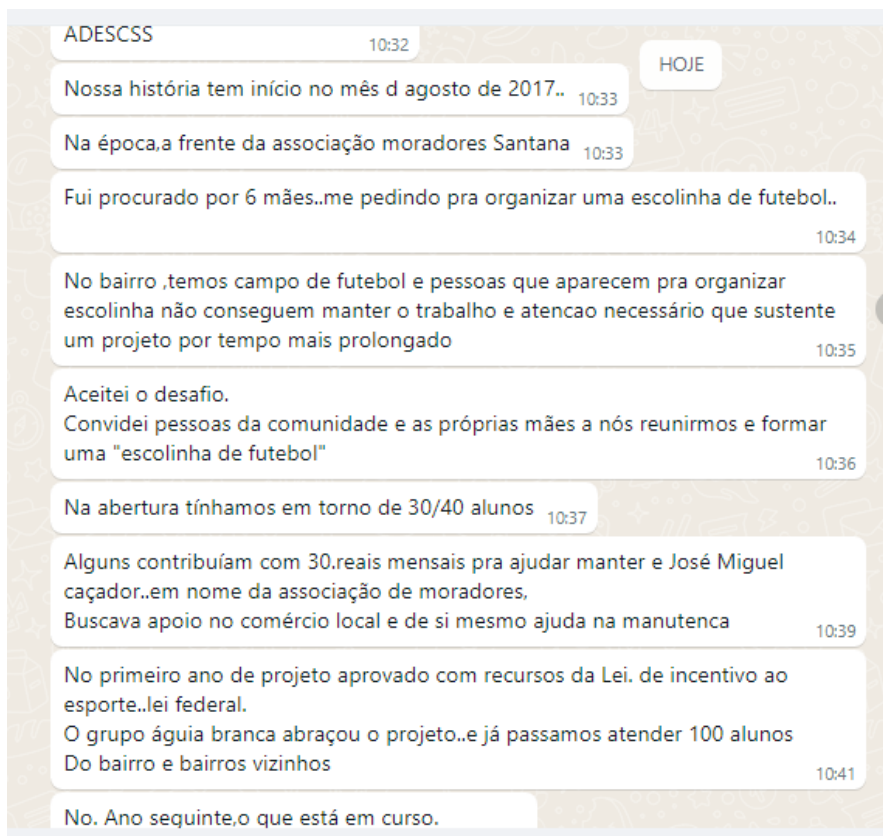 ADESCSS
10:32
HOJE
Nossa história tem início no mês d agosto de 2017..
10:33
Na época,a frente da associação moradores Santana
10:33
Fui procurado por 6 mães..me pedindo pra organizar uma escolinha de futebol..
10:34
No bairro ,temos campo de futebol e pessoas que aparecem pra organizar
escolinha não conseguem manter o trabalho e atencao necessário que sustente
um projeto por tempo mais prolongado
10:35
Aceitei o desafio.
Convidei pessoas da comunidade e as próprias mães a nós reunirmos e formar
uma "escolinha de futebol"
10:36
Na abertura tínhamos em torno de 30/40 alunos
10:37
Alguns contribuíam com 30.reais mensais pra ajudar manter e José Miguel
caçador..em nome da associação de moradores,
Buscava apoio no comércio local e de si mesmo ajuda na manutenca
10:39
No primeiro ano de projeto aprovado com recursos da Lei. de incentivo ao
esporte..lei federal.
O grupo águia branca abraçou o projeto..e já passamos atender 100 alunos
Do bairro e bairros vizinhos
10:41
No. Ano seguinte,o que está em curso.